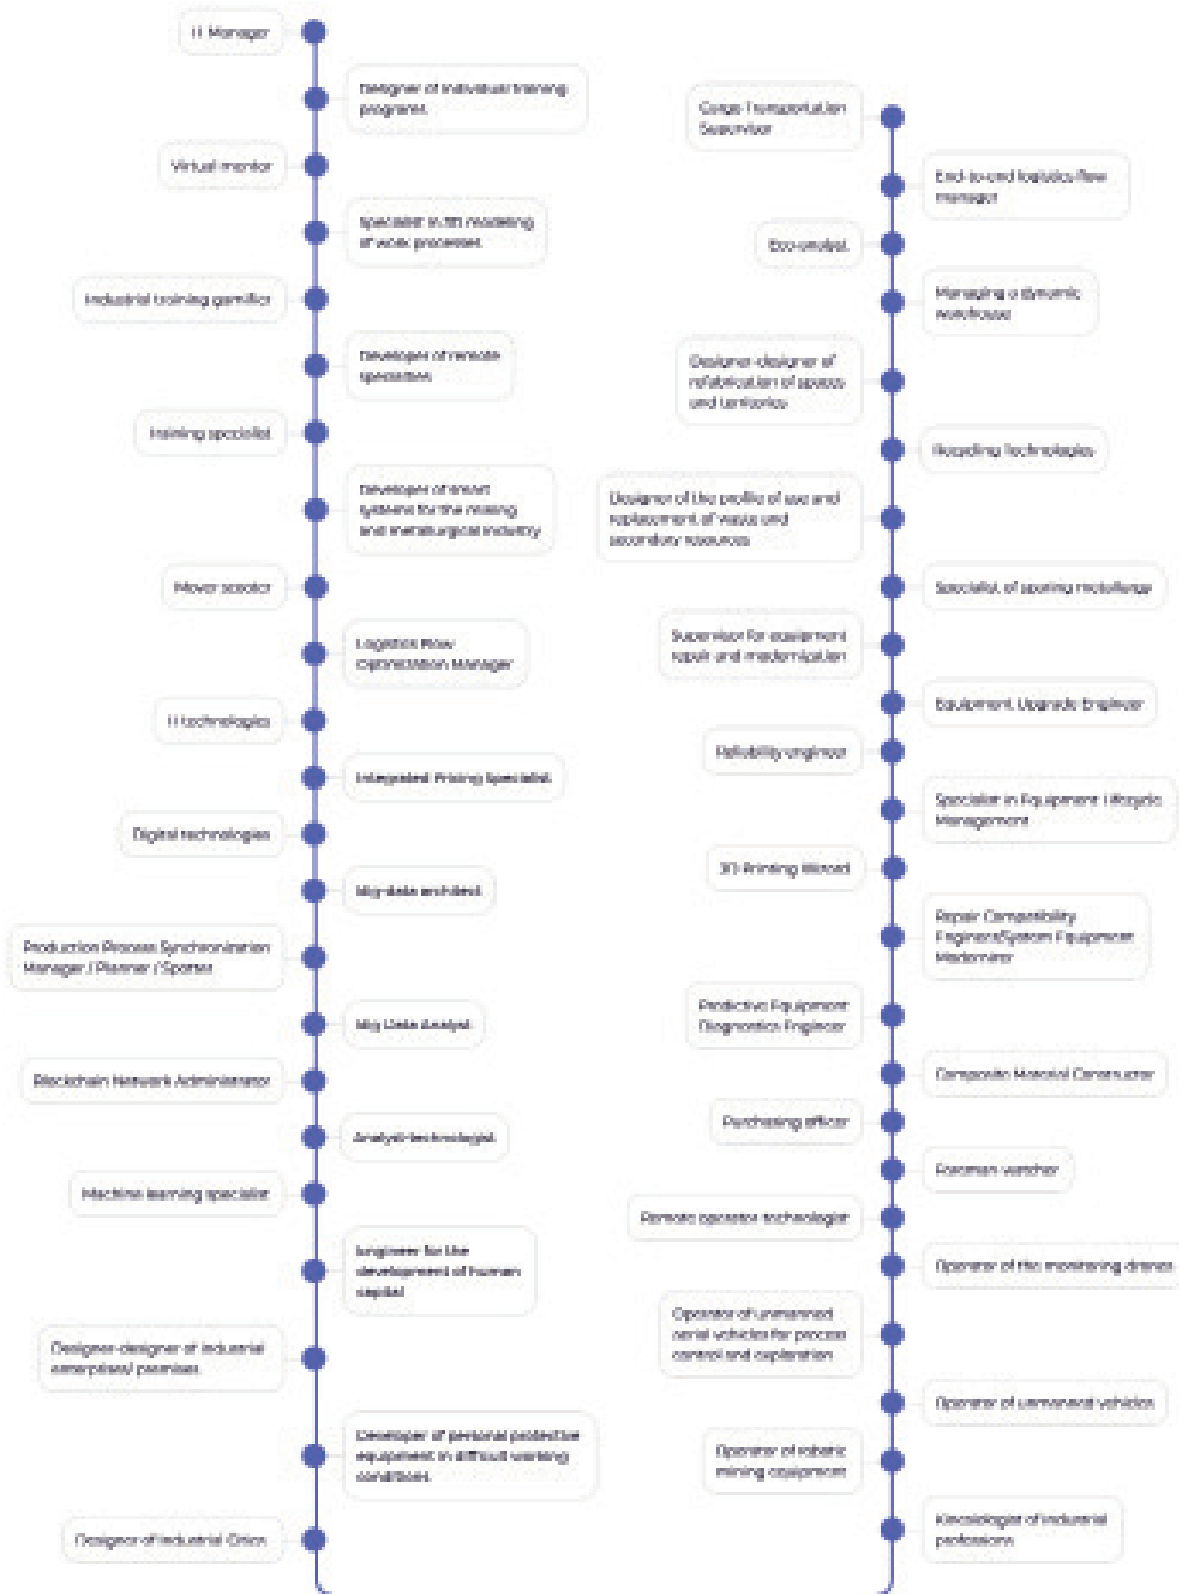 IT Manager
Designer of individual training
programs
Virtual mentor
Specialist in modeling
of work processes
Industrial training gamifier
Developer of remote
specialties
Training specialist
Developer of smart
systems for the mining
and metallurgical industry
Logistics Flow
Optimization Manager
IT technologies
Integrated Pricing Specialist
Digital technologies
Big-data architect
Production Process Synchronization
Manager / Planner / Spotter
Big Data Analyst
Blockchain Network Administrator
Analyst-technologist
Machine learning specialist
Engineer for the
development of human
capital
Designer-designer of industrial
enterprises/ premises
Developer of personal protective
equipment in difficult working
conditions
Designer of Industrial Cities
Cargo Transportation
Supervisor
End-to-end logistics flow
manager
Eco-analyst
Managing a dynamic
warehouse
Designer-designer of
refabrication of spaces
and territories
Recycling Technologies
Designer of the profile of use and
replacement of waste and
secondary resources
Specialist of sparing metallurgy
Supervisor for equipment
repair and modernization
Equipment Upgrade Engineer
Reliability engineer
Specialist in Equipment Lifecycle
Management
3D Printing Wizard
Repair Compatibility
Engineer/System Equipment
Modernizer
Predictive Equipment
Diagnostics Engineer
Composite Material Constructor
Purchasing officer
Foreman-watcher
Remote operator technologist
Operator of the monitoring drones
Operator of unmanned
aerial vehicles for process
control and exploration
Operator of unmanned vehicles
Operator of robotic
mining equipment
Kinesiologist of industrial
professions